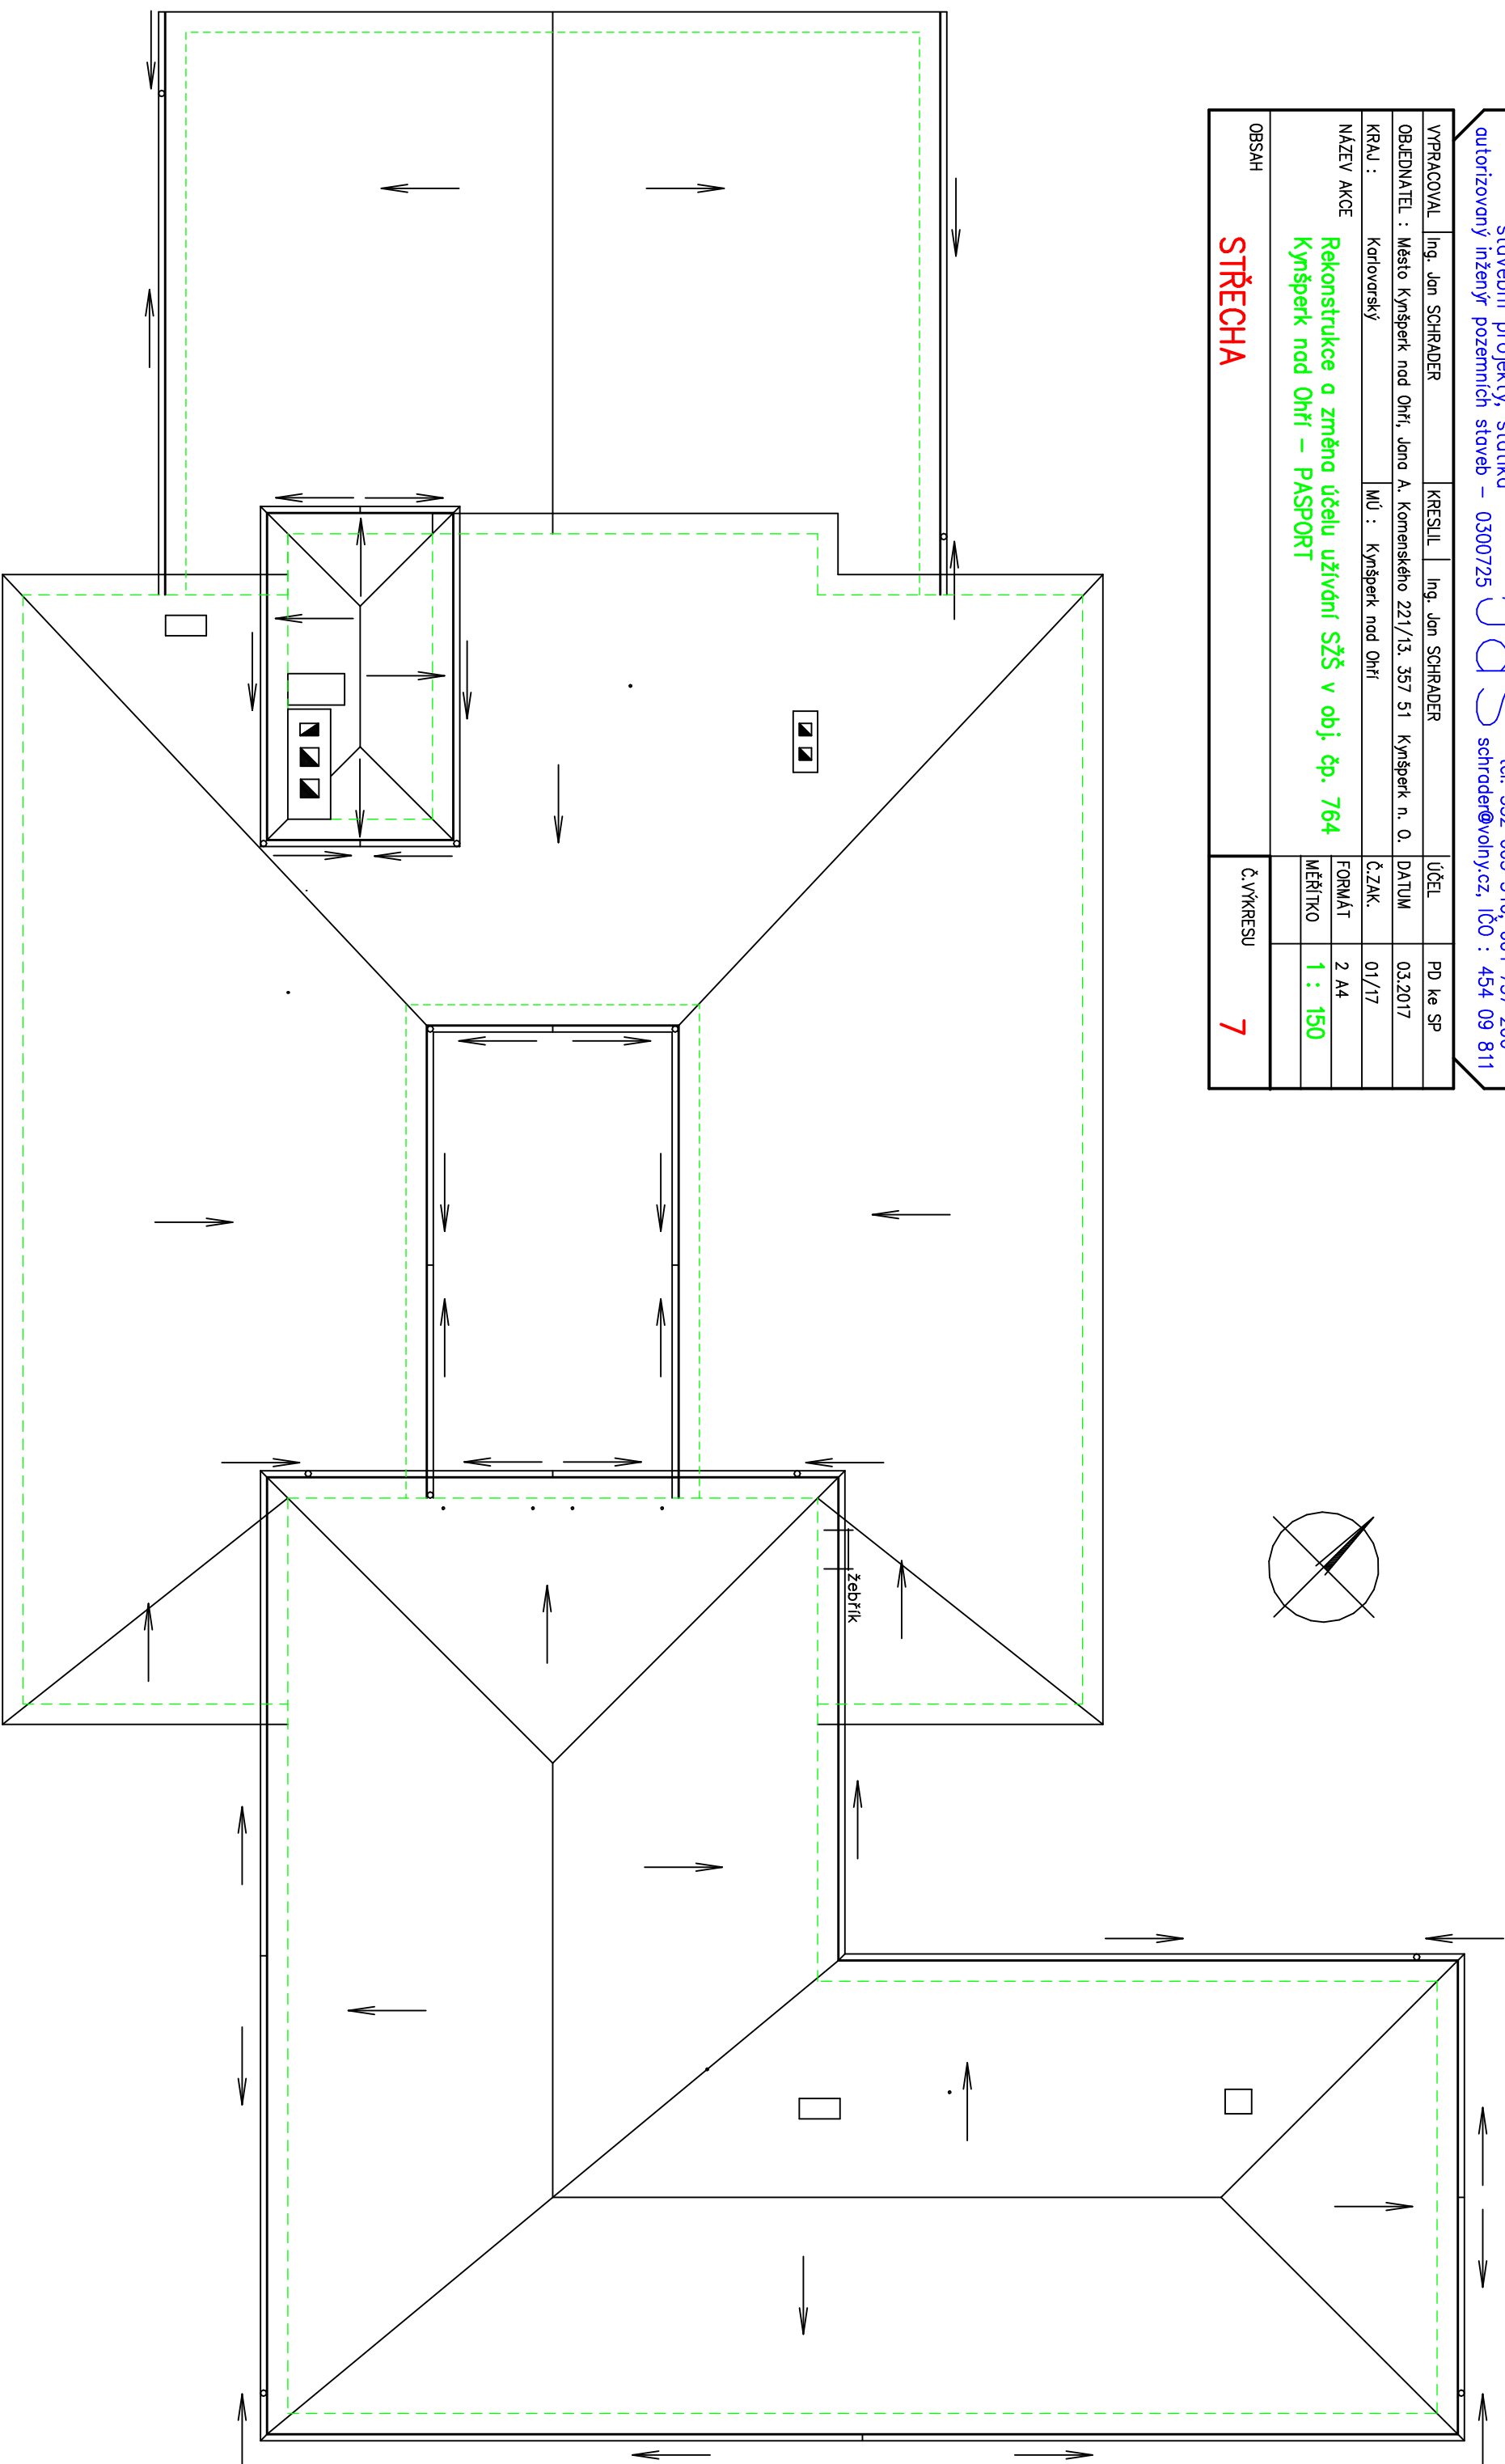 autorizovaný inženýr pozemních staveb - 0300725
schrader@volny.cz, IČO : 454 09 811
VYPRACOVAL Ing. Jan SCHRADER KRESLIL Ing. Jan SCHRADER ÚČEL PD ke SP
OBJEDNATEL : Město Kynšperk nad Ohří, Jana A. Komenského 221/13. 357 51 Kynšperk n. O. DATUM 03.2017
KRAJ : Karlovarský MÚ : Kynšperk nad Ohří Č.ZAK. 01/17
NÁZEV AKCE FORMÁT 2 A4
Rekonstrukce a změna účelu užívání SŽŠ v obj. čp. 764
Kynšperk nad Ohří - PASPORT MĚŘÍTKO 1 : 150
OBSAH Č.VÝKRESU
STŘECHA 7
žebřík